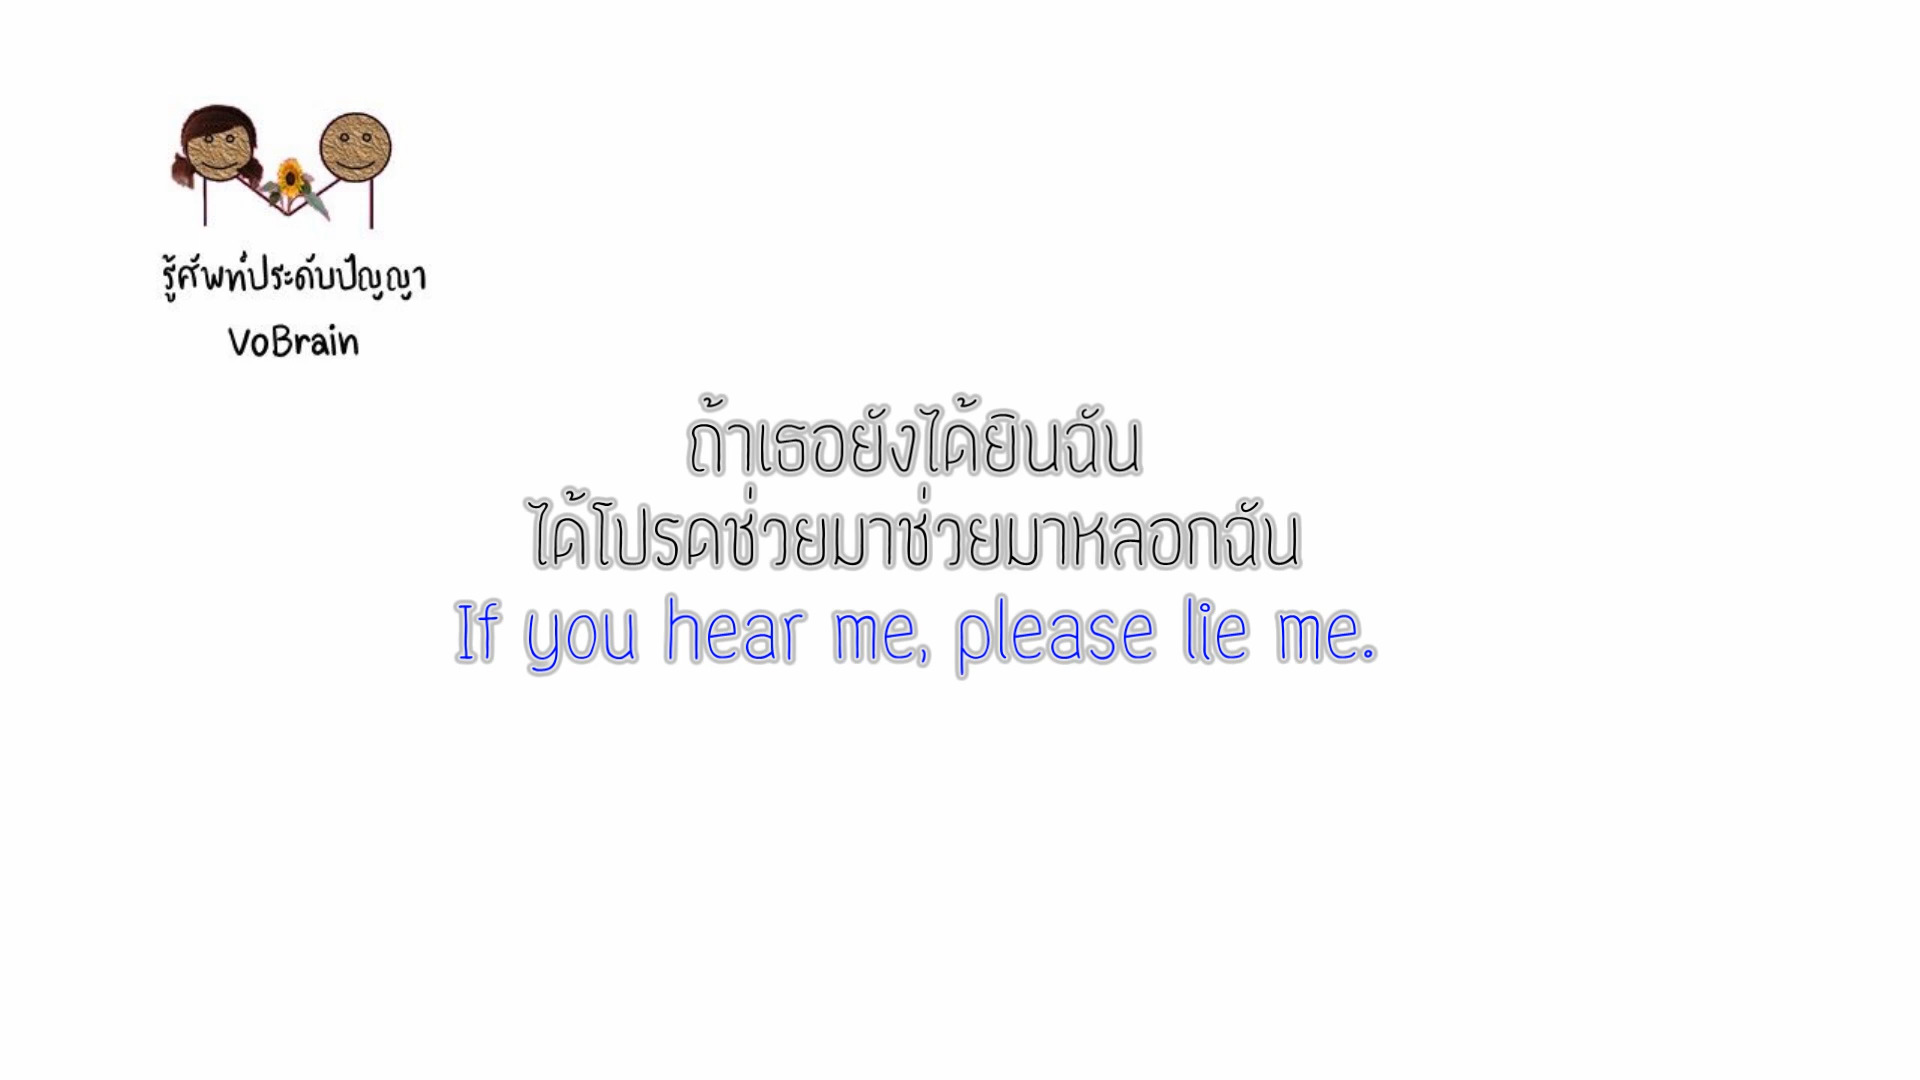 รู้ศัพท์ประดับปัญญา
VoBrain
ถ้าเธอยังได้ยินฉัน
ได้โปรดช่วยมาช่วยมาหลอกฉัน
If you hear me, please lie me.